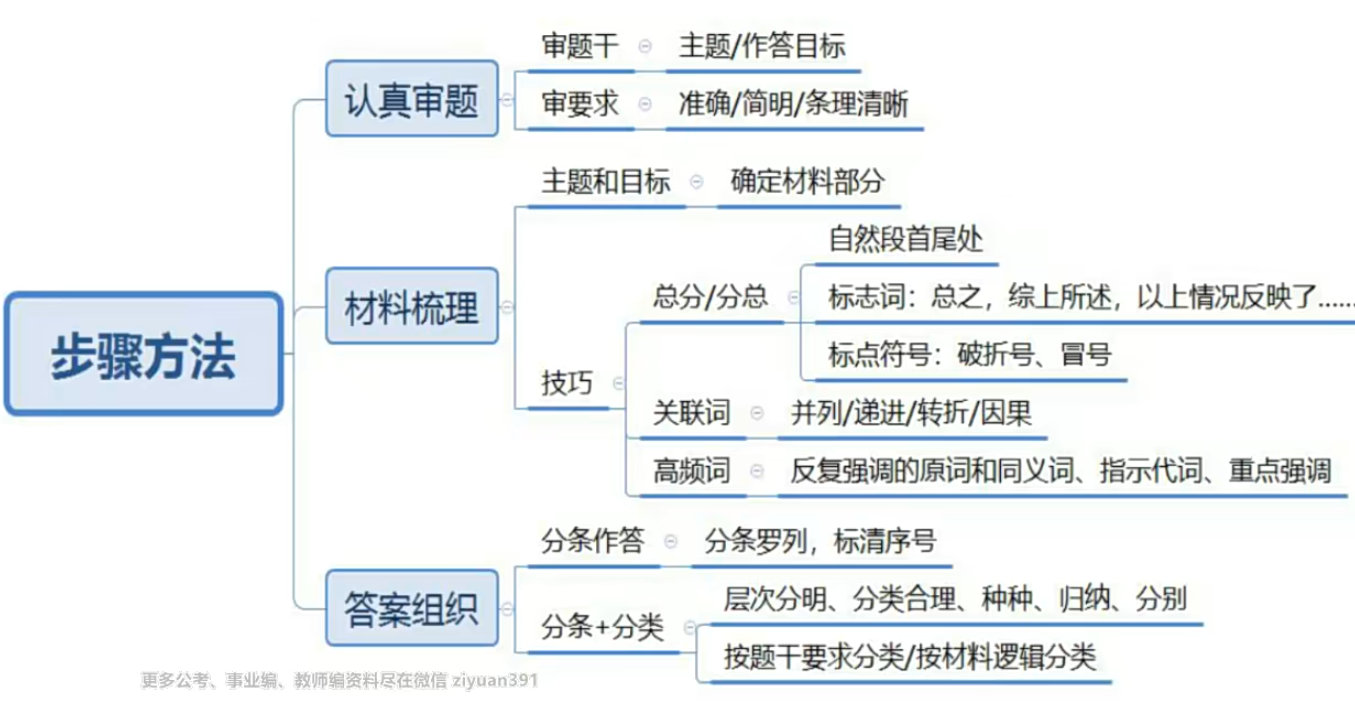 步骤方法
认真审题
审题干
主题/作答目标
审要求
准确/简明/条理清晰
材料梳理
主题和目标
确定材料部分
技巧
总分/分总
自然段首尾处
标志词：总之，综上所述，以上情况反映了......
标点符号：破折号、冒号
关联词
并列/递进/转折/因果
高频词
反复强调的原词和同义词、指示代词、重点强调
答案组织
分条作答
分条罗列，标清序号
分条+分类
层次分明、分类合理、种种、归纳、分别
按题干要求分类/按材料逻辑分类
更多公考、事业编、教师编资料尽在微信 ziyuan391